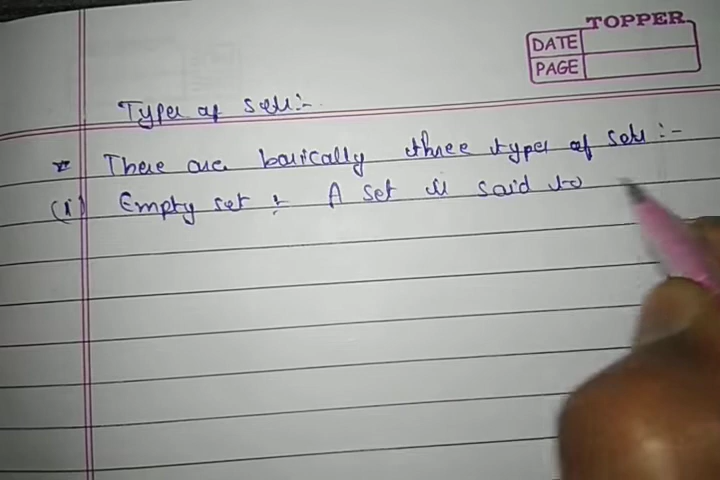 TOPPER
DATE
PAGE
Types of sets:-
* There are basically three types of sets :-
(i) Empty set :- A set is said to